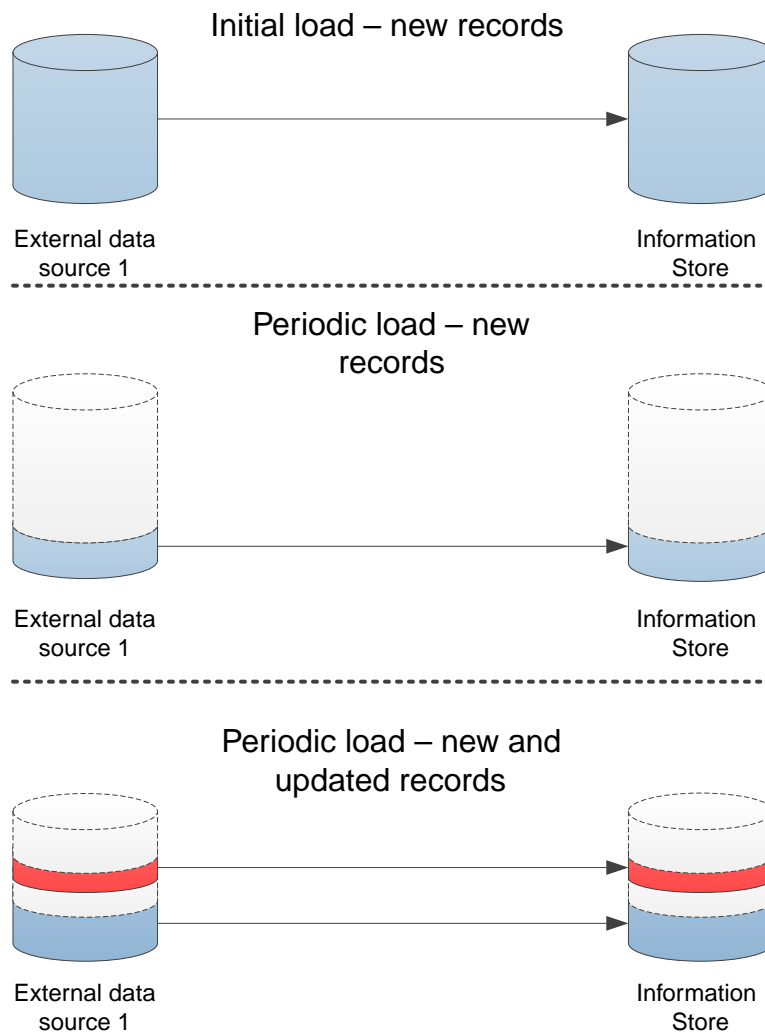 Initial load – new records
External data
source 1
Information
Store
Periodic load – new
records
External data
source 1
Information
Store
Periodic load – new and
updated records
External data
source 1
Information
Store